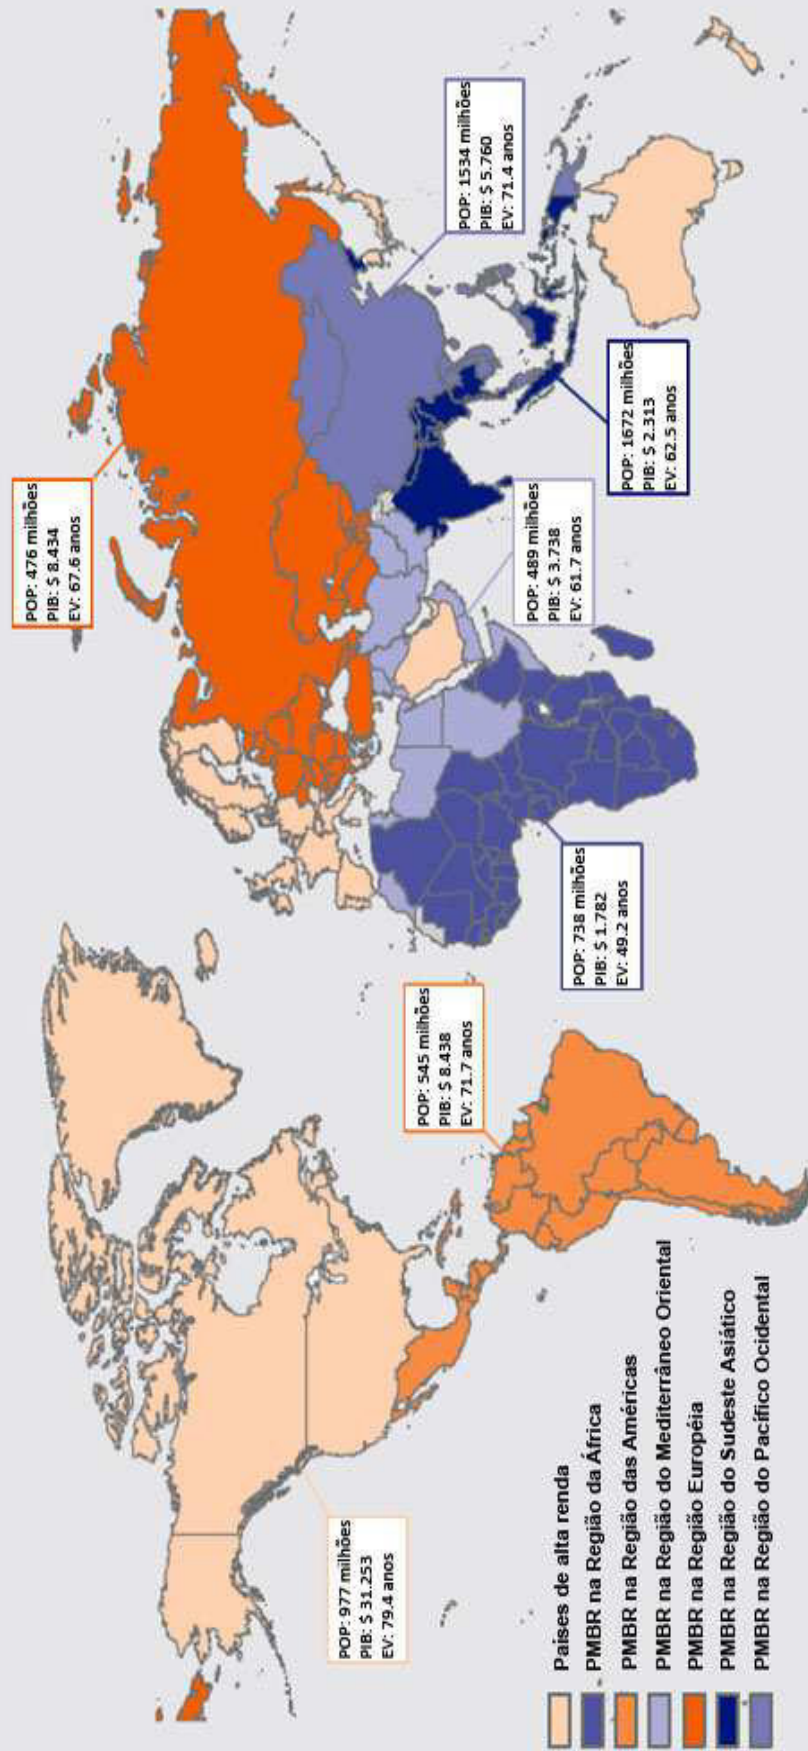 POP: 977 milhões
PIB: $ 31.253
EV: 79.4 anos
POP: 545 milhões
PIB: $ 8.438
EV: 71.7 anos
POP: 738 milhões
PIB: $ 1.782
EV: 49.2 anos
POP: 476 milhões
PIB: $ 8.434
EV: 67.6 anos
POP: 489 milhões
PIB: $ 3.738
EV: 61.7 anos
POP: 1672 milhões
PIB: $ 2.313
EV: 62.5 anos
POP: 1534 milhões
PIB: $ 5.760
EV: 71.4 anos
Países de alta renda
PMBR na Região da África
PMBR na Região das Américas
PMBR na Região do Mediterrâneo Oriental
PMBR na Região Européia
PMBR na Região do Sudeste Asiático
PMBR na Região do Pacífico Ocidental